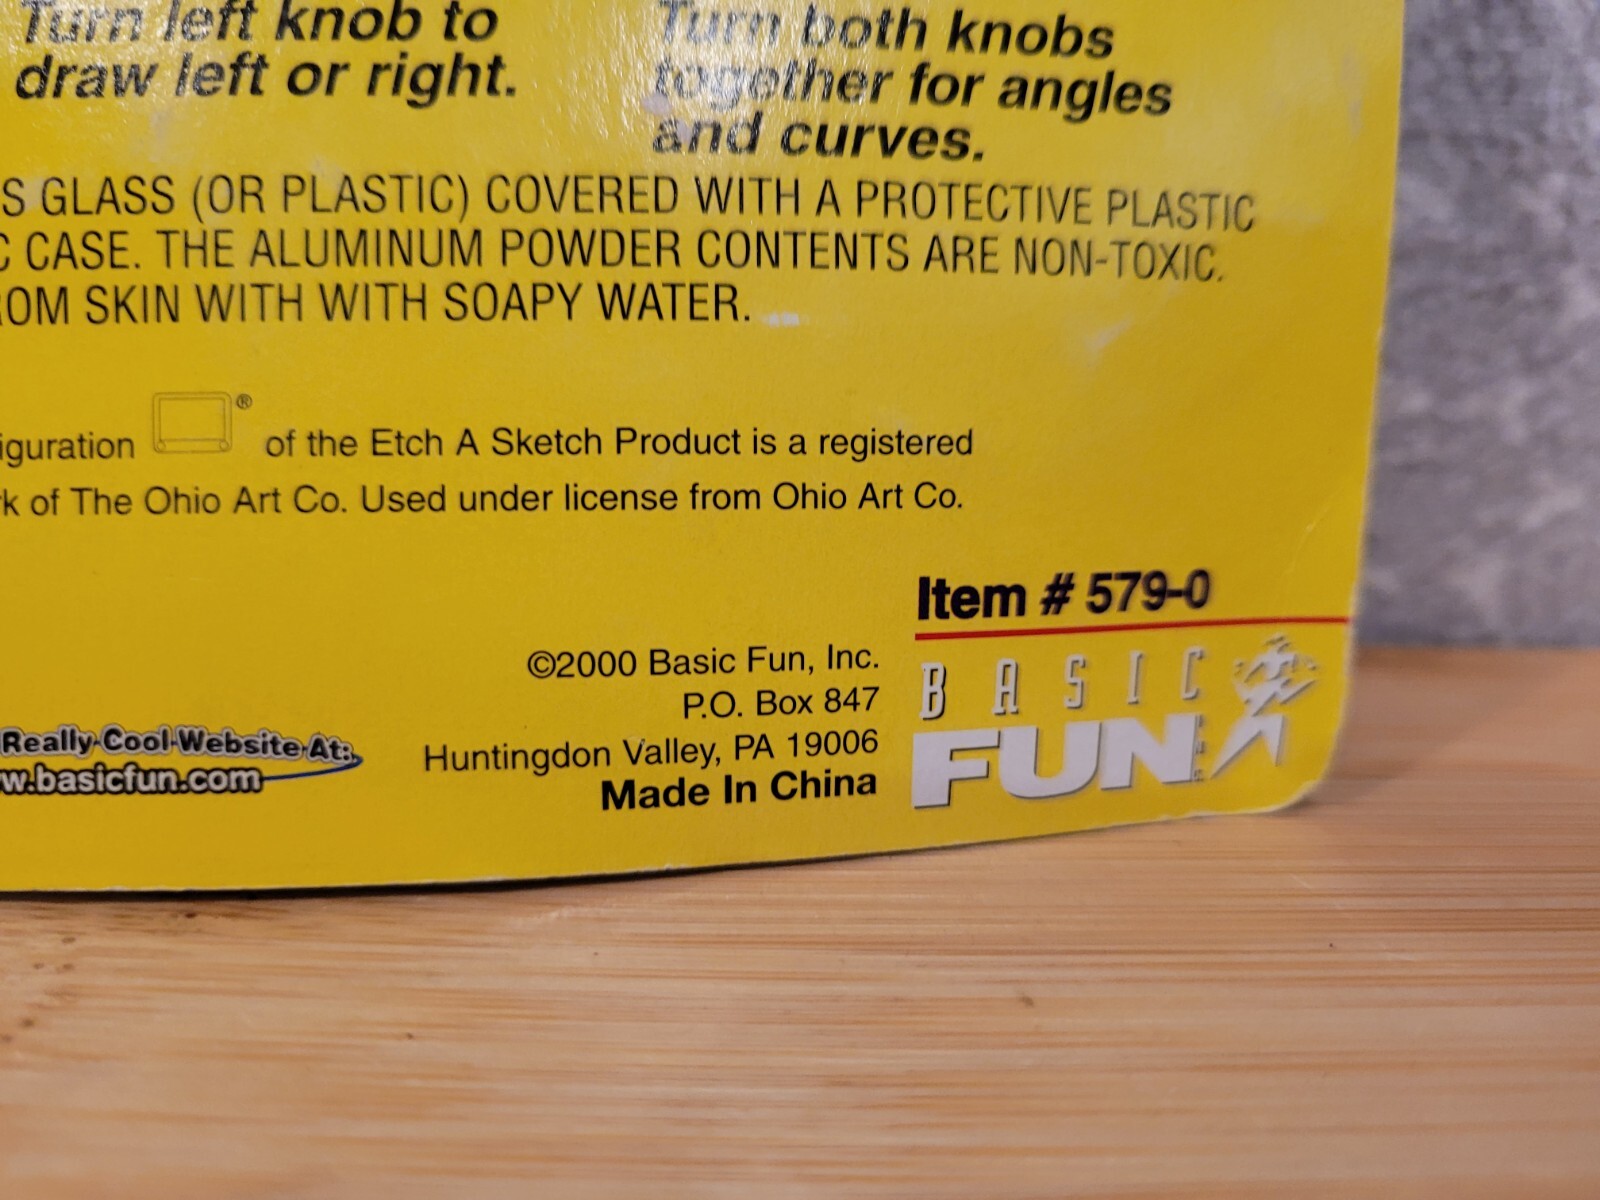 Turn left knob to
draw left or right.
Turn both knobs
together for angles
and curves.
S GLASS (OR PLASTIC) COVERED WITH A PROTECTIVE PLASTIC
C CASE. THE ALUMINUM POWDER CONTENTS ARE NON-TOXIC.
ROM SKIN WITH WITH SOAPY WATER.
iguration ® of the Etch A Sketch Product is a registered
rk of The Ohio Art Co. Used under license from Ohio Art Co.
Item # 579-0
©2000 Basic Fun, Inc.
P.O. Box 847
Huntingdon Valley, PA 19006
Made In China
Really Cool Website At:
w.basicfun.com
BASIC
FUN
INC.